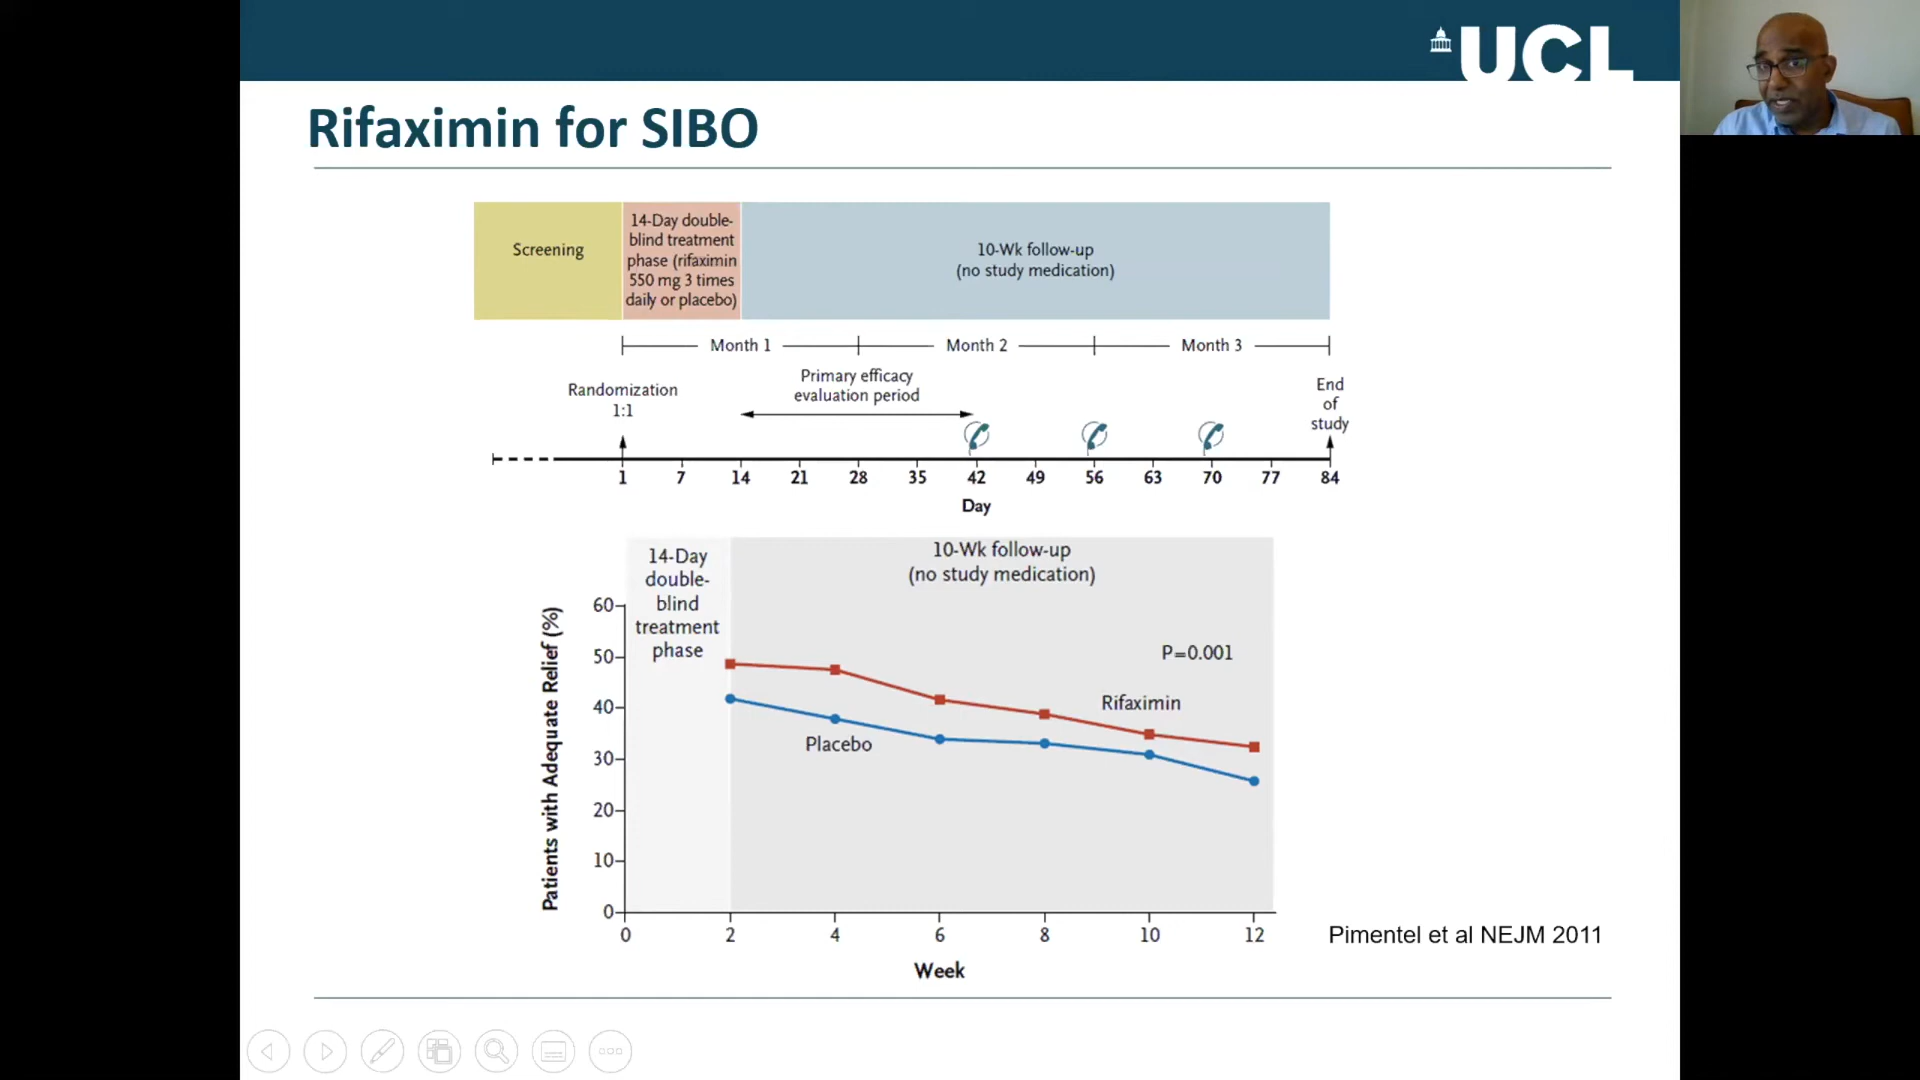 UCL
Rifaximin for SIBO
Screening
14-Day double-
blind treatment
phase (rifaximin
550 mg 3 times
daily or placebo)
10-Wk follow-up
(no study medication)
Month 1
Month 2
Month 3
Randomization
1:1
Primary efficacy
evaluation period
End
of
study
1 7 14 21 28 35 42 49 56 63 70 77 84
Day
14-Day
double-
blind
treatment
phase
10-Wk follow-up
(no study medication)
Patients with Adequate Relief (%)
60
50
40
30
20
10
0
P=0.001
Rifaximin
Placebo
0 2 4 6 8 10 12
Week
Pimentel et al NEJM 2011